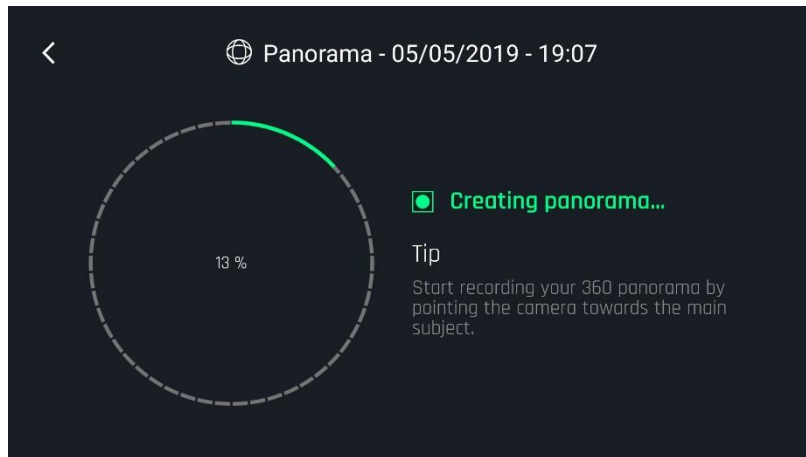 Panorama - 05/05/2019 - 19:07
13 %
Creating panorama...
Tip
Start recording your 360 panorama by
pointing the camera towards the main
subject.